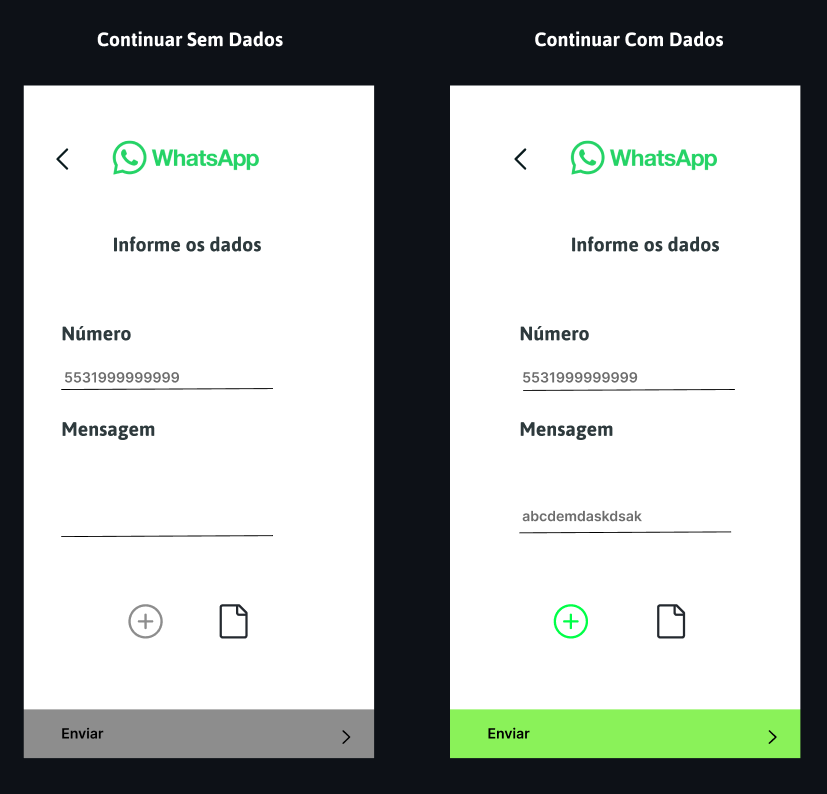 Continuar Sem Dados
WhatsApp
Informe os dados
Número
5531999999999
Mensagem
Enviar
Continuar Com Dados
WhatsApp
Informe os dados
Número
5531999999999
Mensagem
abcdemdaskdsak
Enviar